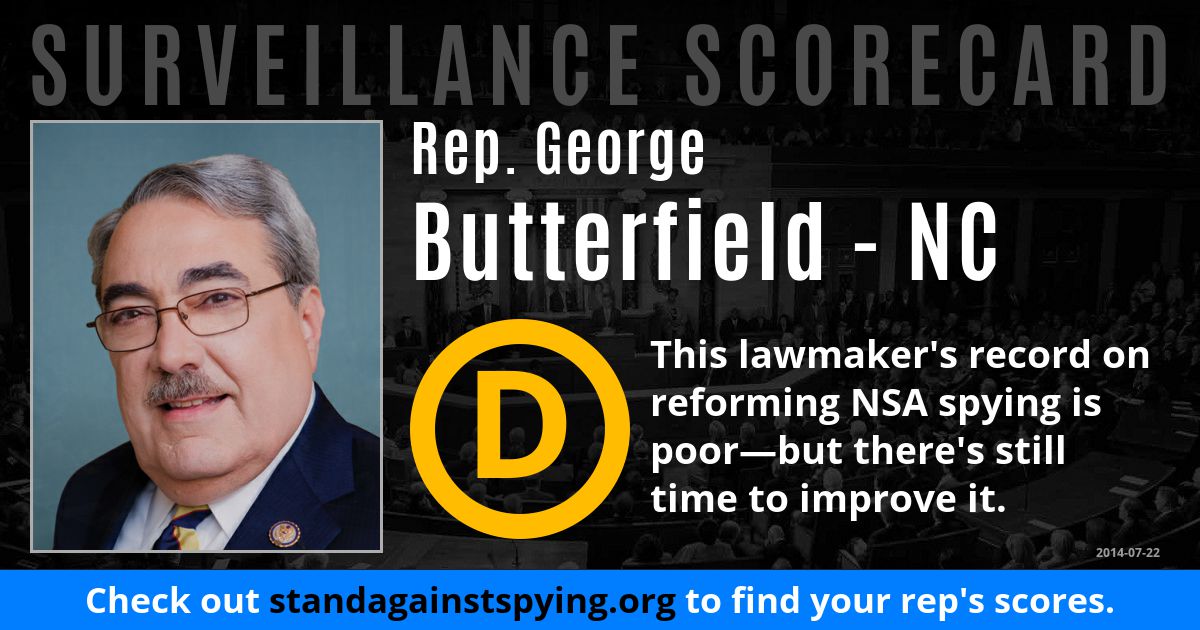 SURVEILLANCE SCORECARD
Rep. George
Butterfield - NC
D
This lawmaker's record on
reforming NSA spying is
poor—but there's still
time to improve it.
2014-07-22
Check out standagainstspying.org to find your rep's scores.